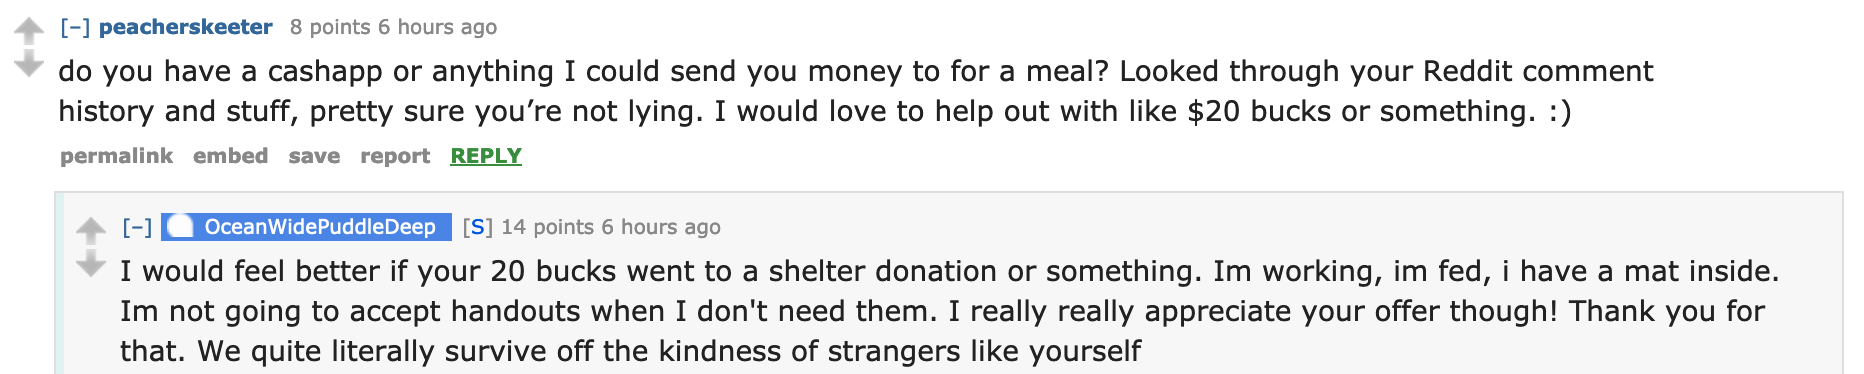 [–] peacherskeeter 8 points 6 hours ago
do you have a cashapp or anything I could send you money to for a meal? Looked through your Reddit comment
history and stuff, pretty sure you’re not lying. I would love to help out with like $20 bucks or something. :)
permalink embed save report REPLY
[–] OceanWidePuddleDeep [S] 14 points 6 hours ago
I would feel better if your 20 bucks went to a shelter donation or something. Im working, im fed, i have a mat inside.
Im not going to accept handouts when I don't need them. I really really appreciate your offer though! Thank you for
that. We quite literally survive off the kindness of strangers like yourself